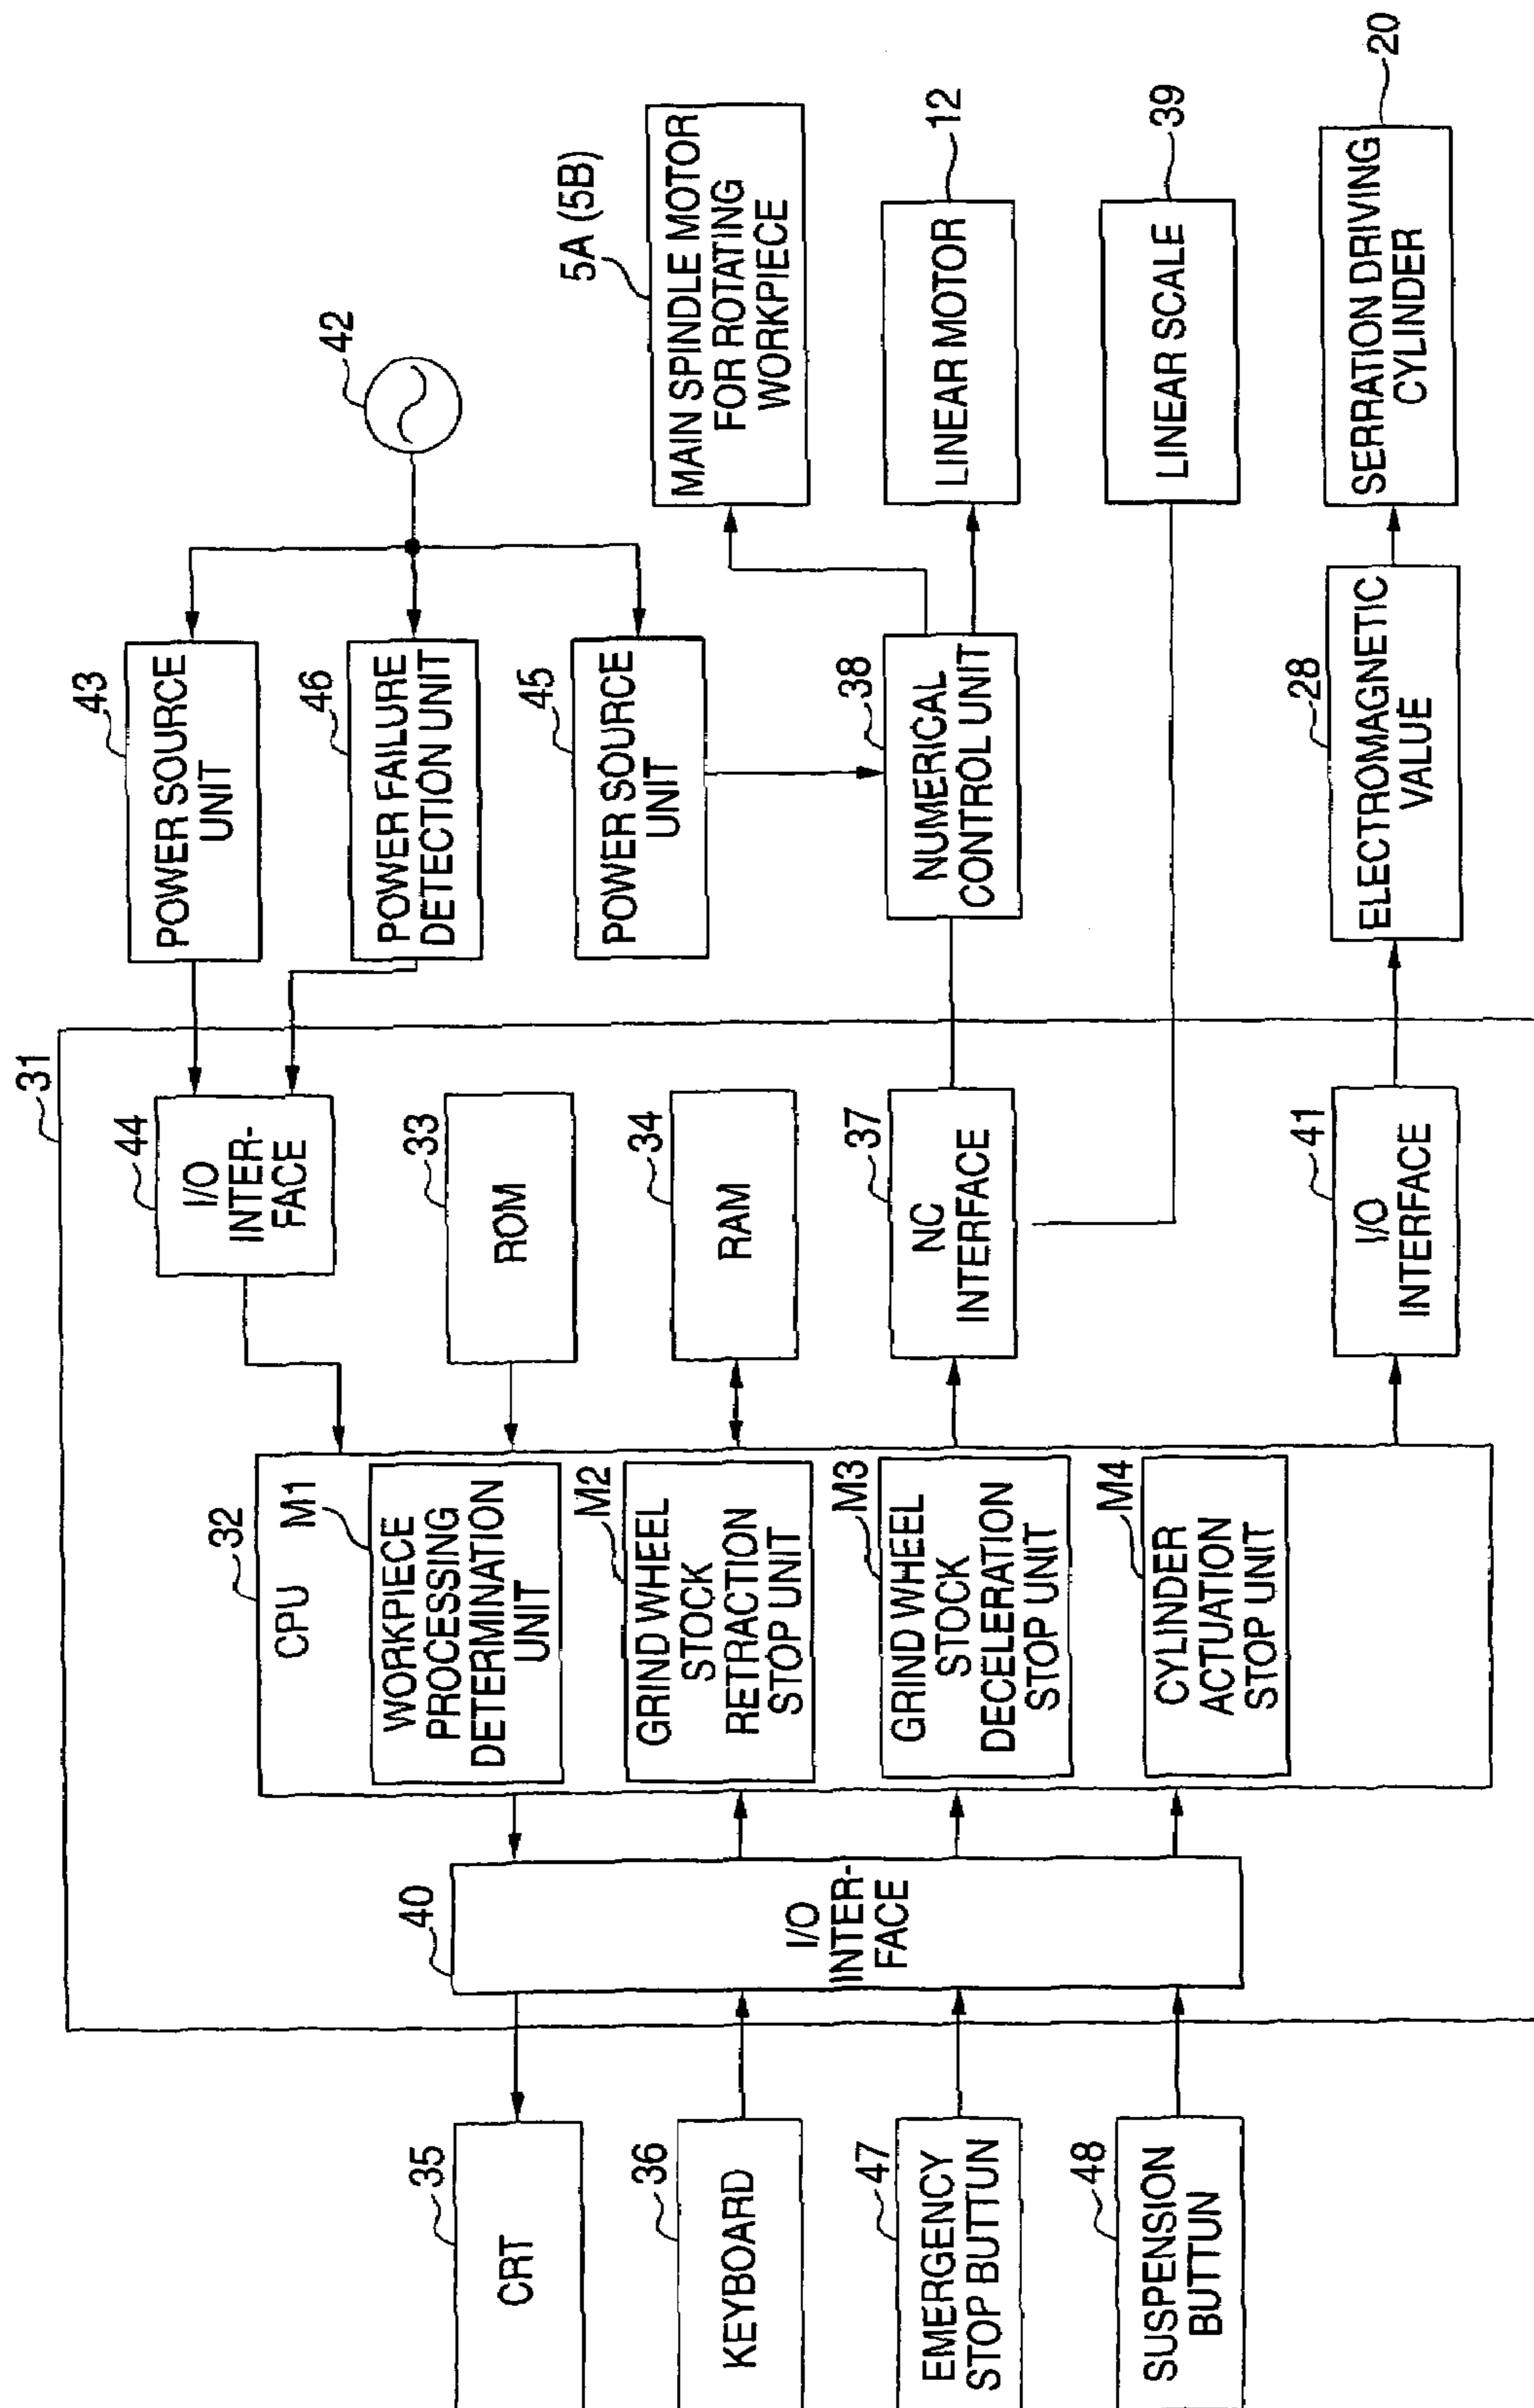 31
35
CRT
36
KEYBOARD
47
EMERGENCY
STOP BUTTUN
48
SUSPENSION
BUTTUN
40
I/O
INTER-
FACE
32
CPU
M1
WORKPIECE
PROCESSING
DETERMINATION
UNIT
M2
GRIND WHEEL
STOCK
RETRACTION
STOP UNIT
M3
GRIND WHEEL
STOCK
DECELERATION
STOP UNIT
M4
CYLINDER
ACTUATION
STOP UNIT
44
I/O
INTER-
FACE
33
ROM
34
RAM
37
NC
INTERFACE
41
I/O
INTERFACE
43
POWER SOURCE
UNIT
46
POWER FAILURE
DETECTION UNIT
45
POWER SOURCE
UNIT
38
NUMERICAL
CONTROL UNIT
28
ELECTROMAGNETIC
VALUE
42
5A (5B)
MAIN SPINDLE MOTOR
FOR ROTATING
WORKPIECE
LINEAR MOTOR
12
LINEAR SCALE
39
SERRATION DRIVING
CYLINDER
20